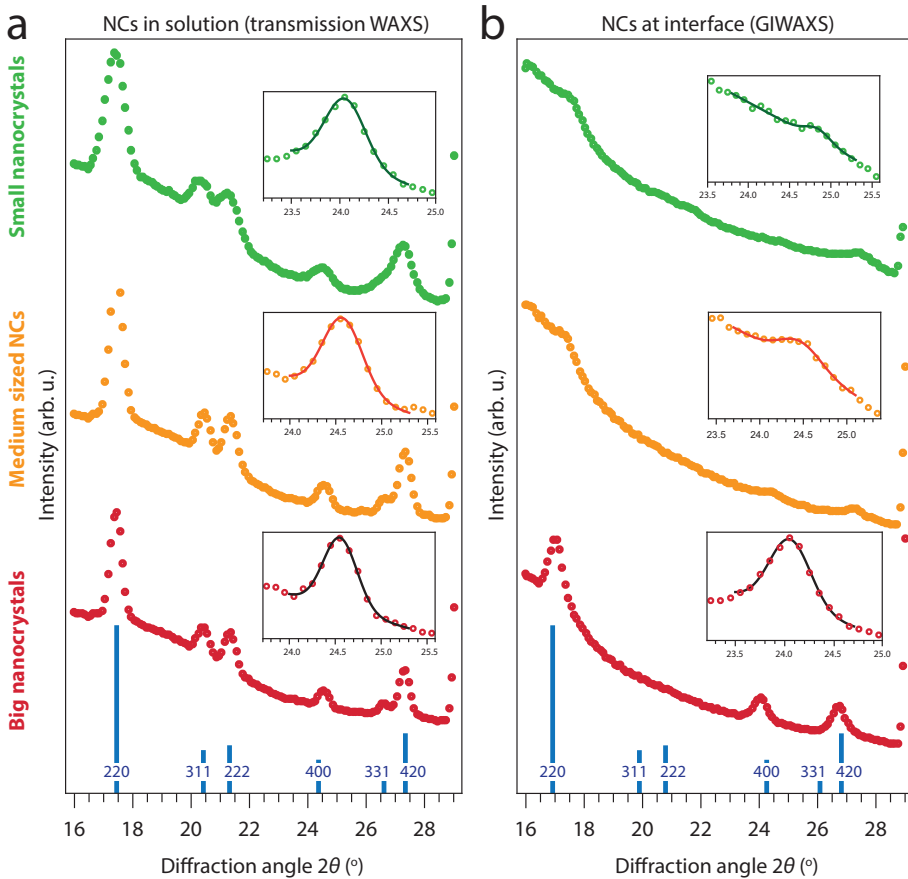 a
NCs in solution (transmission WAXS)
b
NCs at interface (GIWAXS)
Small nanocrystals
Medium sized NCs
Big nanocrystals
Intensity (arb. u.)
23.5 24.0 24.5 25.0
24.0 24.5 25.0 25.5
24.0 24.5 25.0 25.5
220 311 222 400 331 420
16 18 20 22 24 26 28
Diffraction angle 2θ (°)
Intensity (arb. u.)
23.5 24.0 24.5 25.0 25.5
23.5 24.0 24.5 25.0
23.5 24.0 24.5 25.0
220 311 222 400 331 420
16 18 20 22 24 26 28
Diffraction angle 2θ (°)